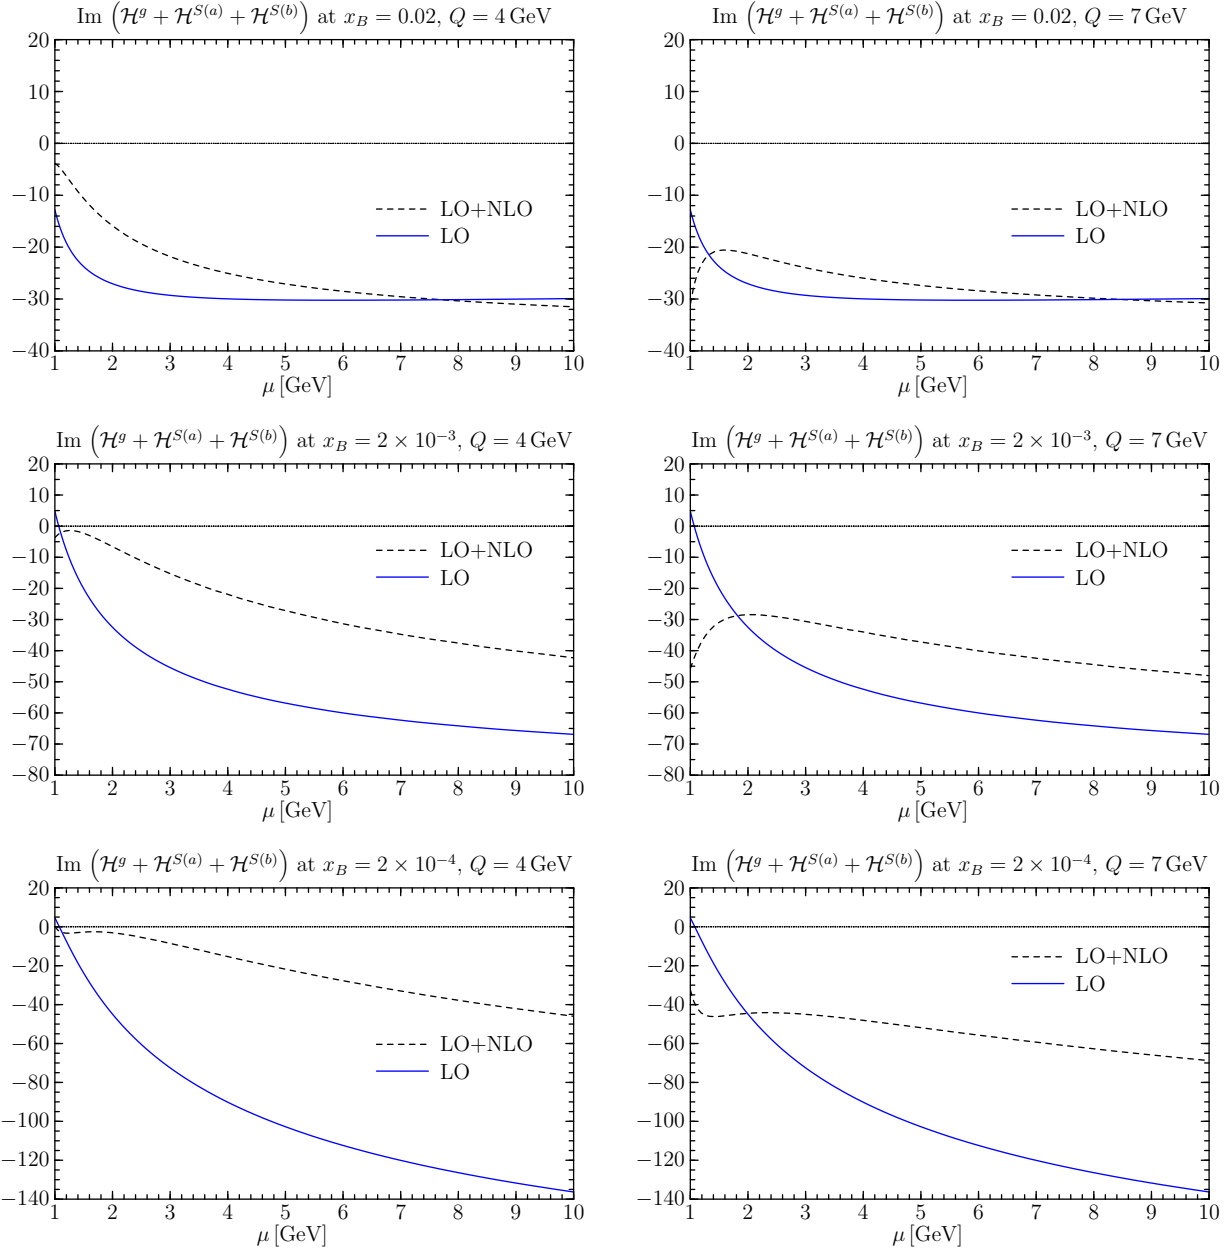 Im (ℋ^g + ℋ^{S(a)} + ℋ^{S(b)}) at x_B = 0.02, Q = 4 GeV
20
10
0
−10
−20
−30
−40
LO+NLO
LO
1 2 3 4 5 6 7 8 9 10
μ [GeV]
Im (ℋ^g + ℋ^{S(a)} + ℋ^{S(b)}) at x_B = 0.02, Q = 7 GeV
20
10
0
−10
−20
−30
−40
LO+NLO
LO
1 2 3 4 5 6 7 8 9 10
μ [GeV]
Im (ℋ^g + ℋ^{S(a)} + ℋ^{S(b)}) at x_B = 2 × 10^{−3}, Q = 4 GeV
20
10
0
−10
−20
−30
−40
−50
−60
−70
−80
LO+NLO
LO
1 2 3 4 5 6 7 8 9 10
μ [GeV]
Im (ℋ^g + ℋ^{S(a)} + ℋ^{S(b)}) at x_B = 2 × 10^{−3}, Q = 7 GeV
20
10
0
−10
−20
−30
−40
−50
−60
−70
−80
LO+NLO
LO
1 2 3 4 5 6 7 8 9 10
μ [GeV]
Im (ℋ^g + ℋ^{S(a)} + ℋ^{S(b)}) at x_B = 2 × 10^{−4}, Q = 4 GeV
20
0
−20
−40
−60
−80
−100
−120
−140
LO+NLO
LO
1 2 3 4 5 6 7 8 9 10
μ [GeV]
Im (ℋ^g + ℋ^{S(a)} + ℋ^{S(b)}) at x_B = 2 × 10^{−4}, Q = 7 GeV
20
0
−20
−40
−60
−80
−100
−120
−140
LO+NLO
LO
1 2 3 4 5 6 7 8 9 10
μ [GeV]